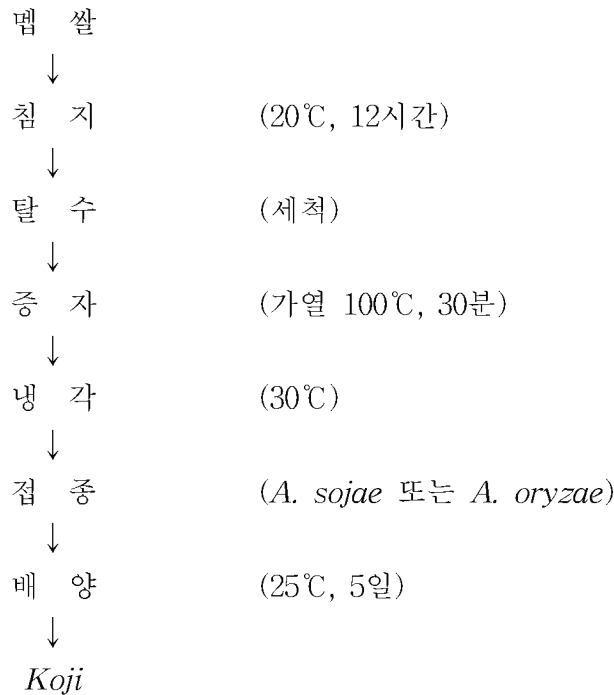 멥 쌀
↓
침 지 (20℃, 12시간)
↓
탈 수 (세척)
↓
증 자 (가열 100℃, 30분)
↓
냉 각 (30℃)
↓
접 종 (A. sojae 또는 A. oryzae)
↓
배 양 (25℃, 5일)
↓
Koji